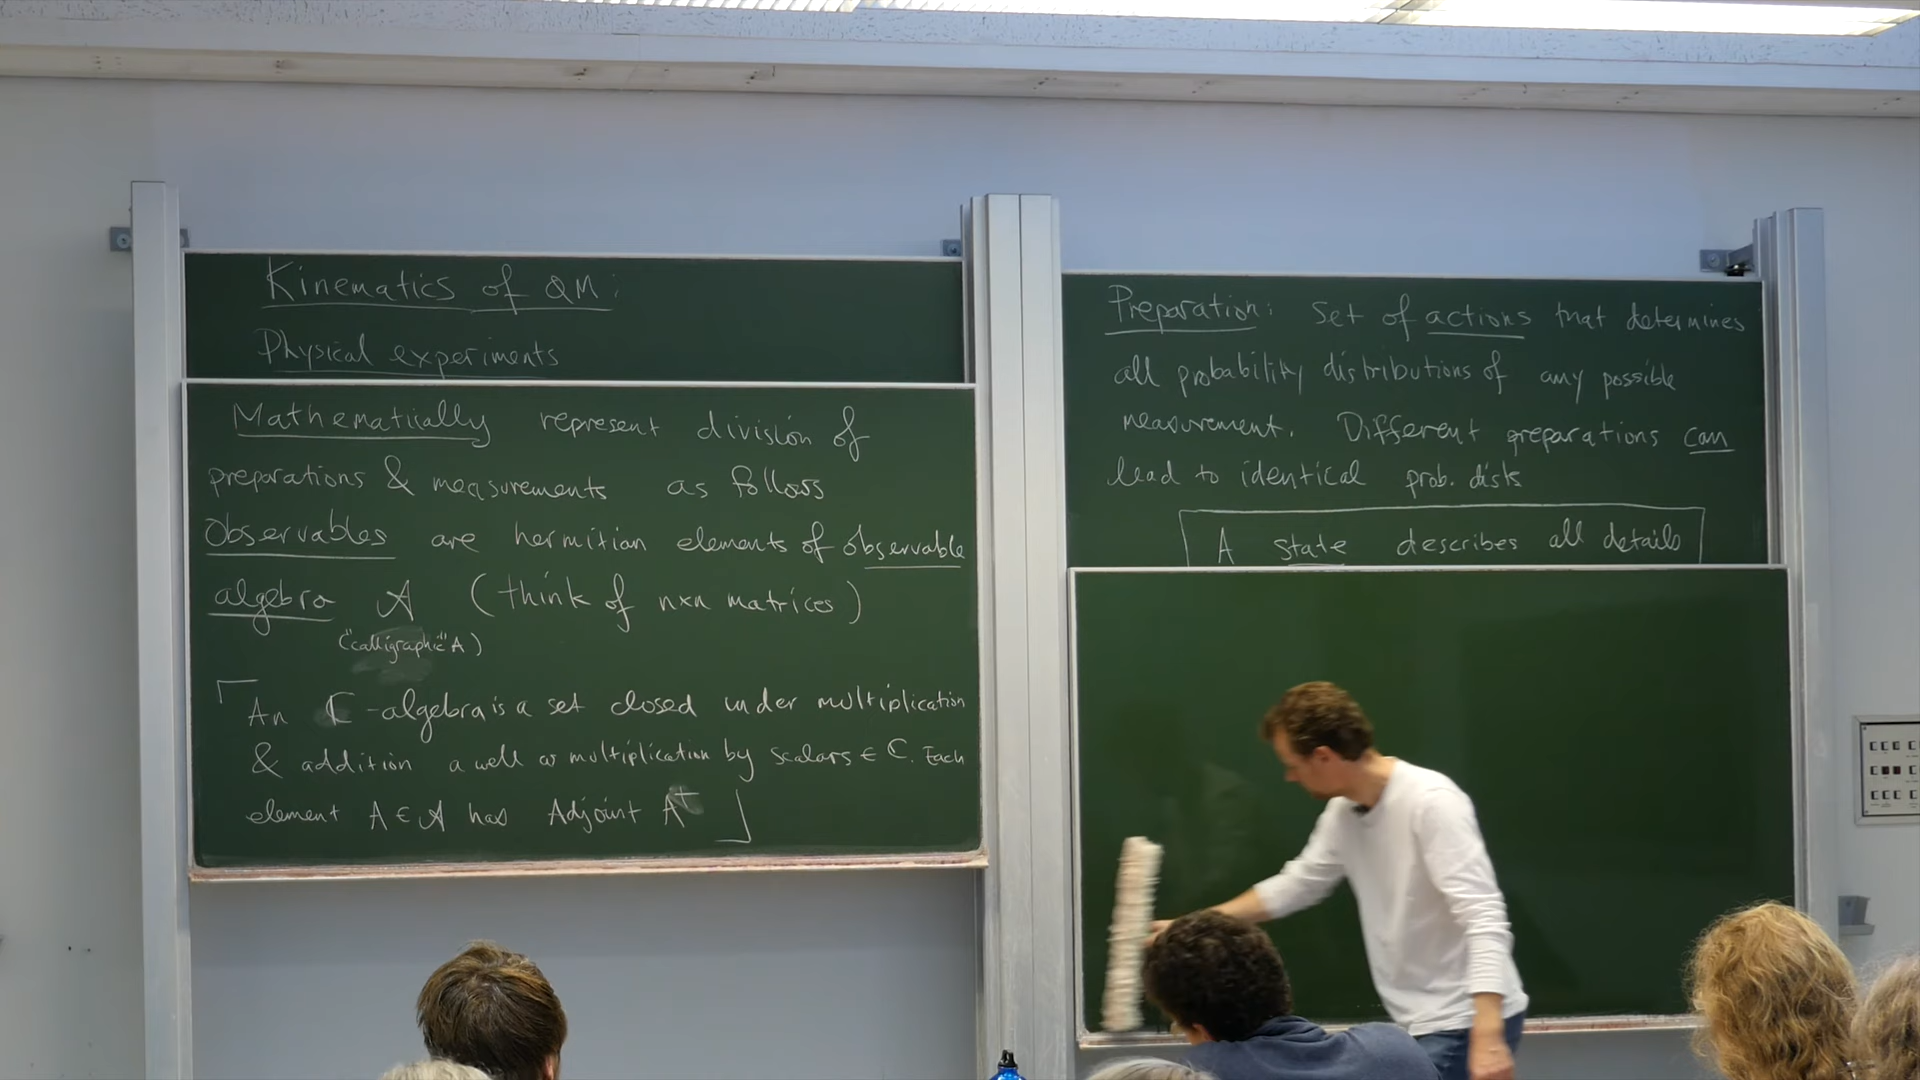 Kinematics of QM:
Physical experiments
Mathematically represent division of
preparations & measurements as follows
Observables are hermitian elements of observable
algebra 𝒜 (think of n×n matrices)
("calligraphic" A)
An ℂ-algebra is a set closed under multiplication
& addition a well as multiplication by scalars ∈ ℂ. Each
element A ∈ 𝒜 has Adjoint A†
Preparation: Set of actions that determines
all probability distributions of any possible
measurement. Different preparations can
lead to identical prob. dists
A state describes all details